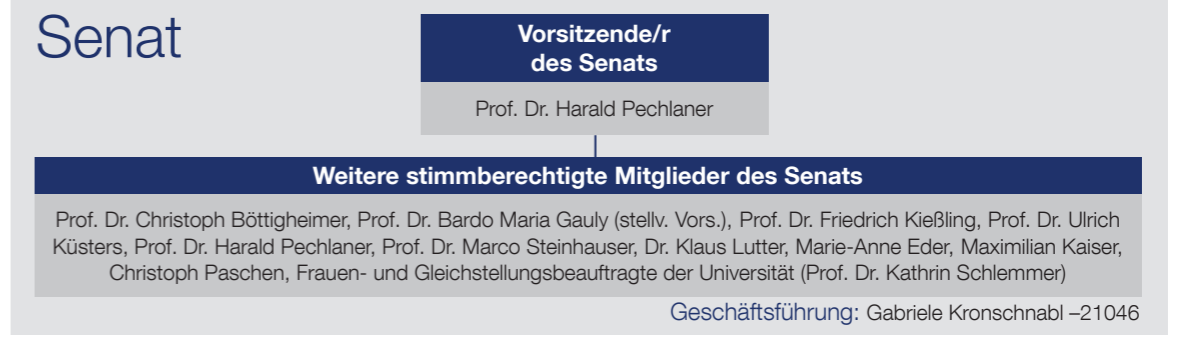 Senat
Vorsitzende/r
des Senats
Prof. Dr. Harald Pechlaner
Weitere stimmberechtigte Mitglieder des Senats
Prof. Dr. Christoph Böttigheimer, Prof. Dr. Bardo Maria Gauly (stellv. Vors.), Prof. Dr. Friedrich Kießling, Prof. Dr. Ulrich
Küsters, Prof. Dr. Harald Pechlaner, Prof. Dr. Marco Steinhauser, Dr. Klaus Lutter, Marie-Anne Eder, Maximilian Kaiser,
Christoph Paschen, Frauen- und Gleichstellungsbeauftragte der Universität (Prof. Dr. Kathrin Schlemmer)
Geschäftsführung: Gabriele Kronschnabl –21046